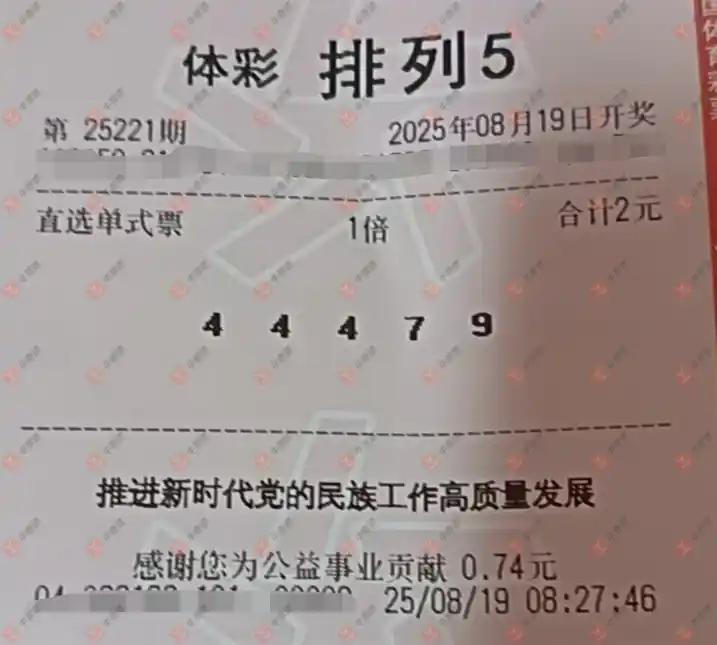 体彩 排列5
第 25221期 2025年08月19日开奖
直选单式票 1倍 合计2元
4 4 4 7 9
推进新时代党的民族工作高质量发展
感谢您为公益事业贡献 0.74元
25/08/19 08:27:46